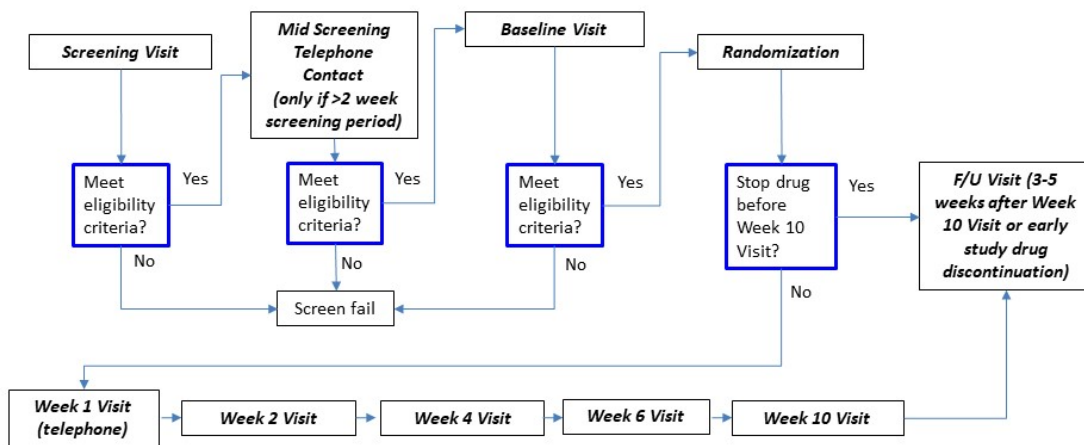 Screening Visit
Mid Screening
Telephone
Contact
(only if >2 week
screening period)
Baseline Visit
Randomization
Meet
eligibility
criteria?
Yes
No
Meet
eligibility
criteria?
Yes
No
Meet
eligibility
criteria?
Yes
No
Stop drug
before
Week 10
Visit?
Yes
No
F/U Visit (3-5
weeks after Week
10 Visit or early
study drug
discontinuation)
Screen fail
Week 1 Visit
(telephone)
Week 2 Visit
Week 4 Visit
Week 6 Visit
Week 10 Visit